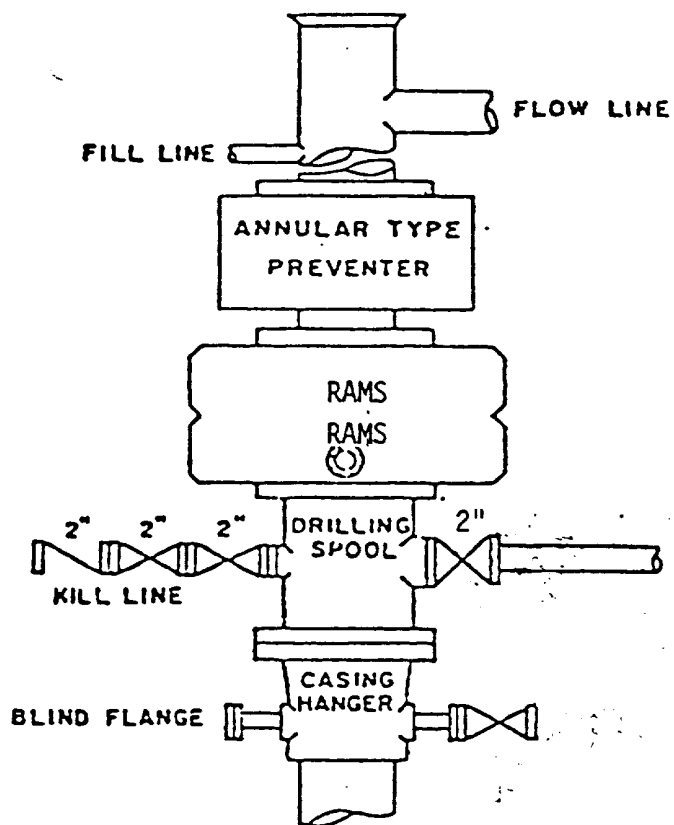 FLOW LINE
FILL LINE
ANNULAR TYPE
PREVENTER
RAMS
RAMS
2" 2" 2"
DRILLING
SPOOL
2"
KILL LINE
CASING
HANGER
BLIND FLANGE